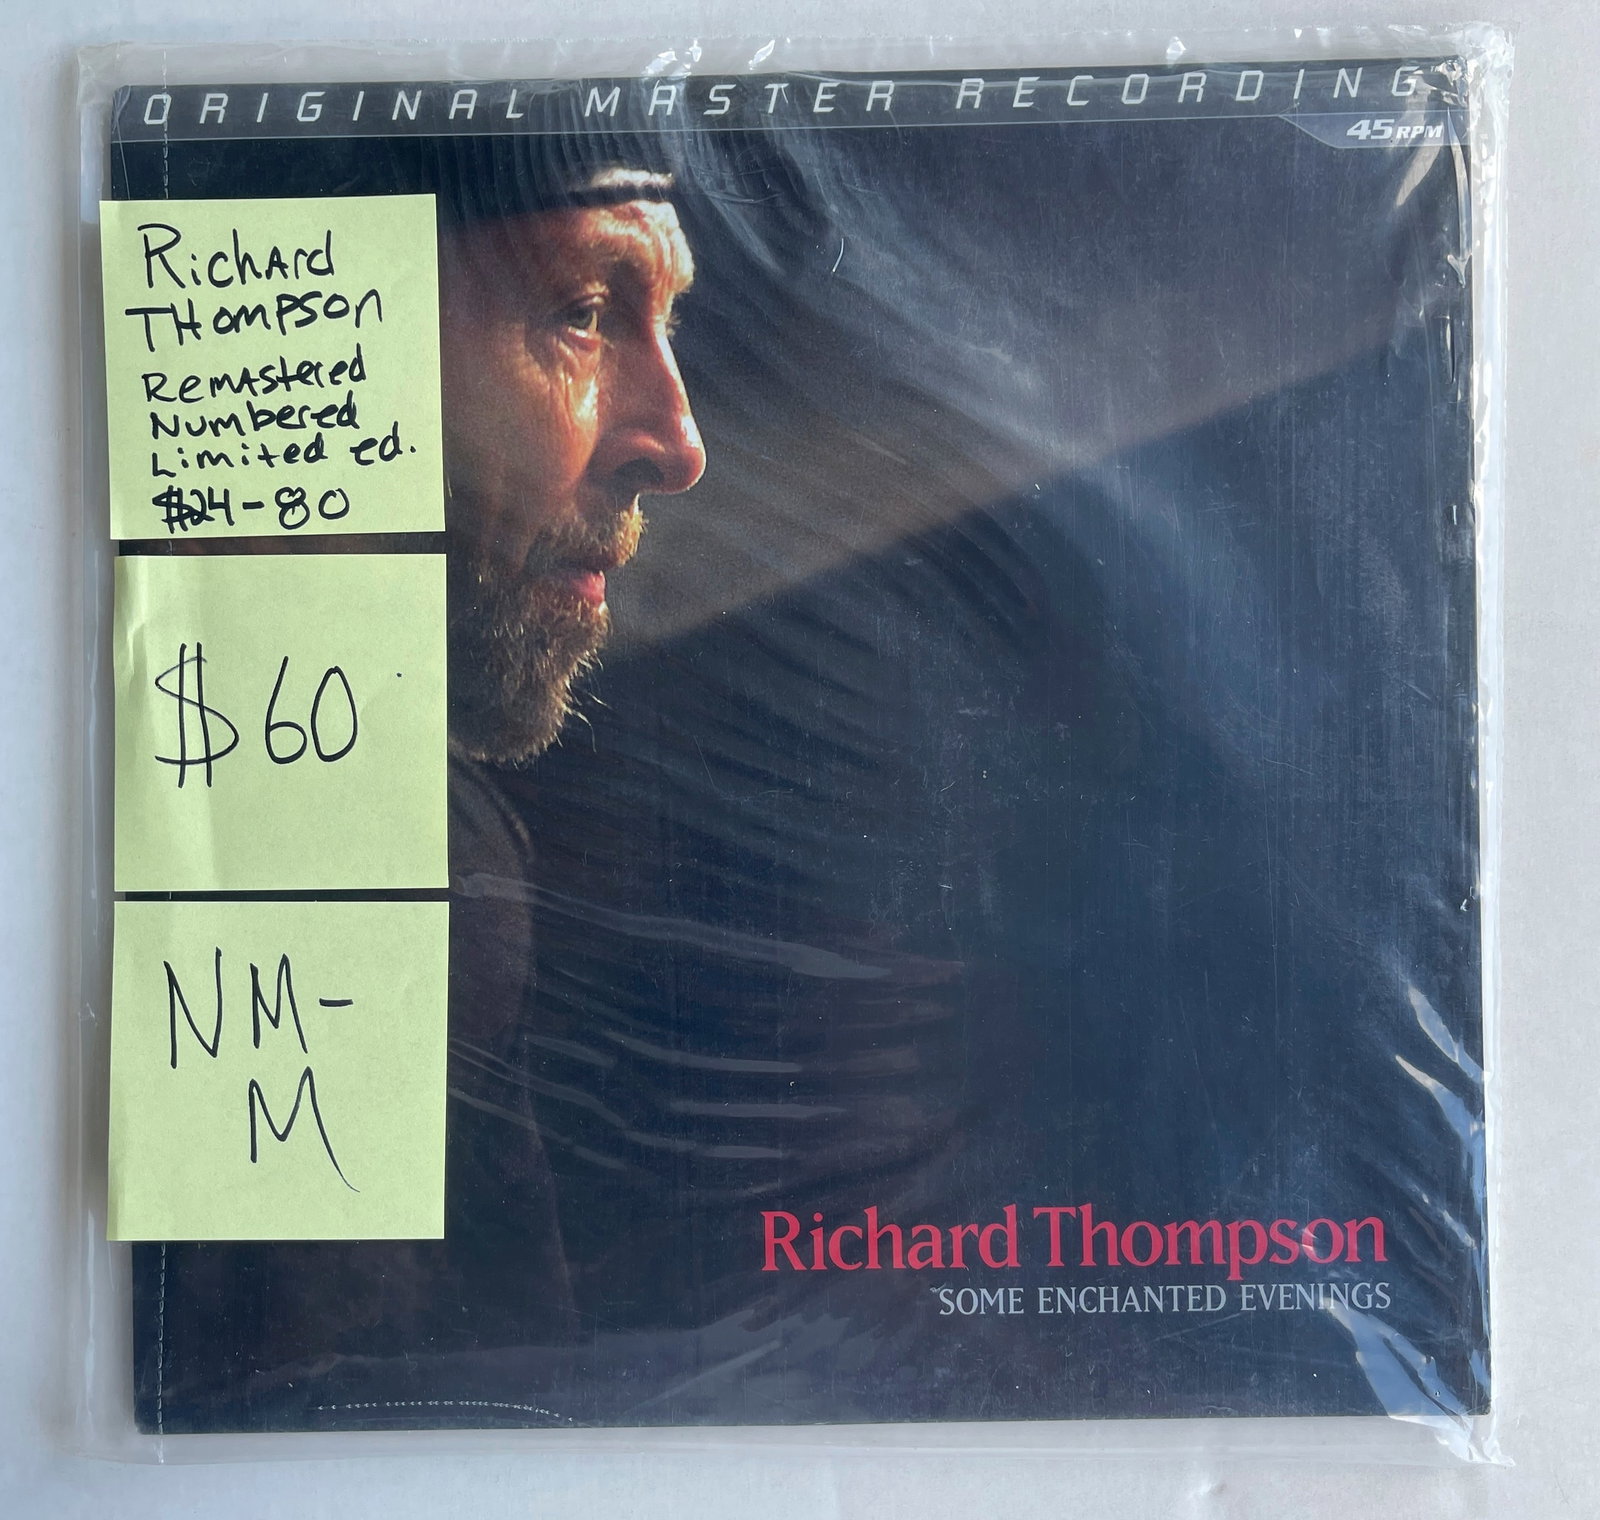 ORIGINAL MASTER RECORDING
45 RPM
RichArd
THompson
RemAstered
Numbered
Limited ed.
$24-80
$60
NM-
M
Richard Thompson
SOME ENCHANTED EVENINGS